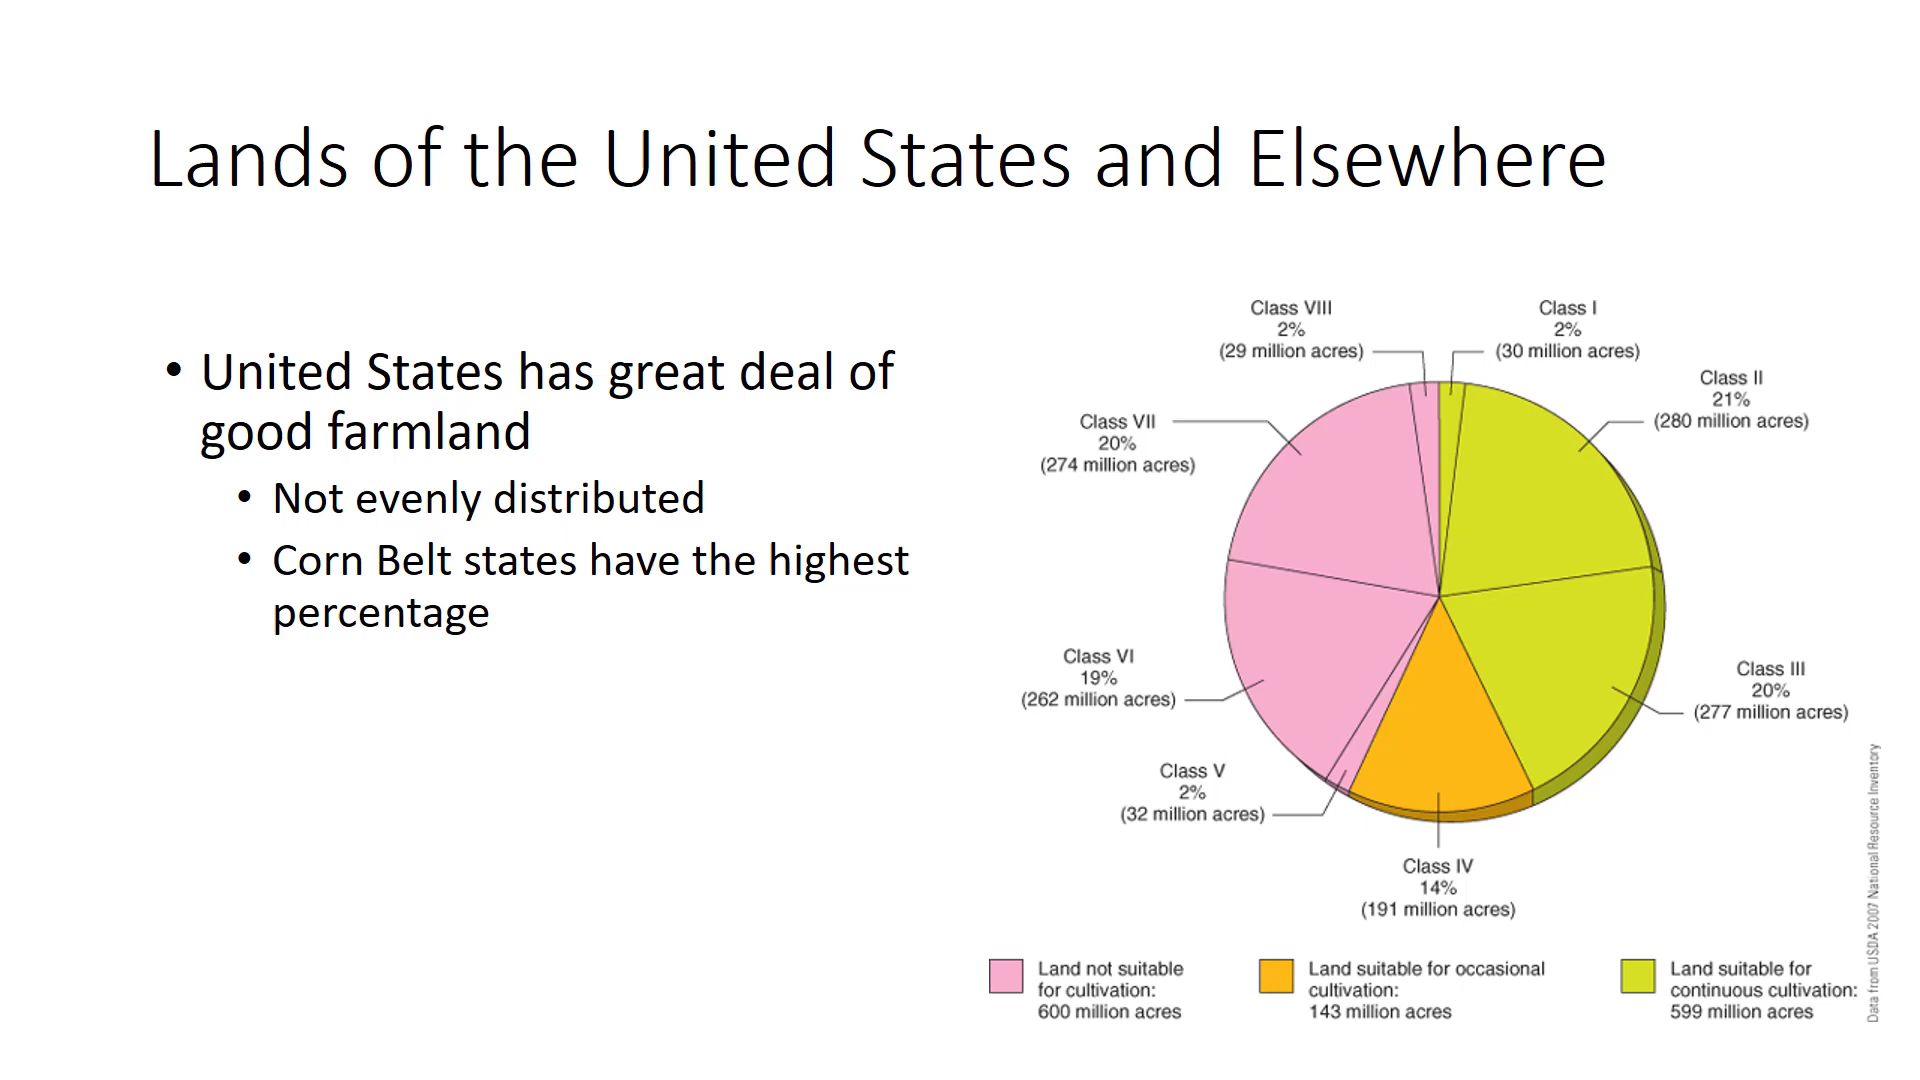 Lands of the United States and Elsewhere
• United States has great deal of
good farmland
• Not evenly distributed
• Corn Belt states have the highest
percentage
Class VIII
2%
(29 million acres)
Class I
2%
(30 million acres)
Class II
21%
(280 million acres)
Class VII
20%
(274 million acres)
Class VI
19%
(262 million acres)
Class III
20%
(277 million acres)
Class V
2%
(32 million acres)
Class IV
14%
(191 million acres)
Land not suitable
for cultivation:
600 million acres
Land suitable for occasional
cultivation:
143 million acres
Land suitable for
continuous cultivation:
599 million acres
Data from USDA 2007 National Resource Inventory